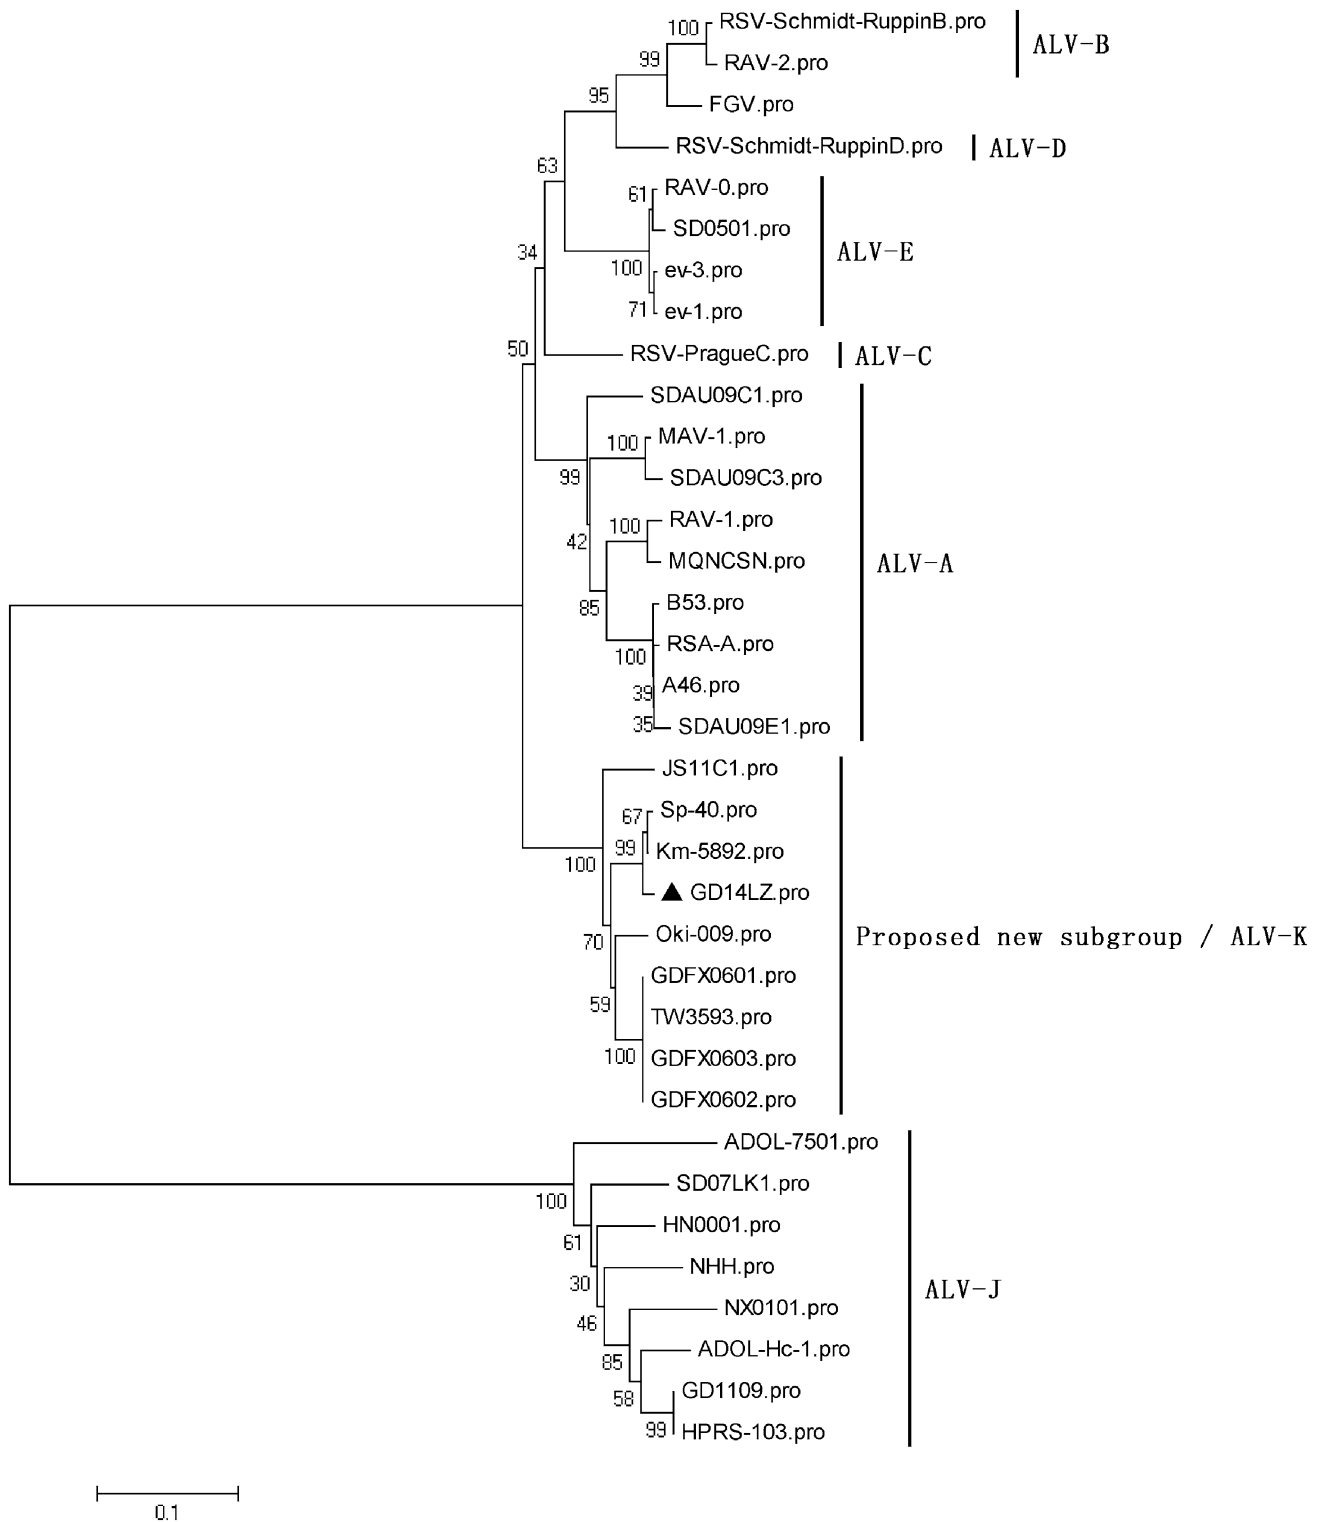 100
RSV-Schmidt-RuppinB.pro
ALV-B
99
RAV-2.pro
95
FGV.pro
RSV-Schmidt-RuppinD.pro
ALV-D
63
RAV-0.pro
61
SD0501.pro
34
ALV-E
100
ev-3.pro
71
ev-1.pro
50
RSV-PragueC.pro
ALV-C
SDAU09C1.pro
100
MAV-1.pro
99
SDAU09C3.pro
100
RAV-1.pro
42
MQNCSN.pro
ALV-A
85
B53.pro
RSA-A.pro
100
39
A46.pro
35
SDAU09E1.pro
JS11C1.pro
67
Sp-40.pro
99
Km-5892.pro
100
GD14LZ.pro
70
Oki-009.pro
Proposed new subgroup / ALV-K
GDFX0601.pro
59
TW3593.pro
100
GDFX0603.pro
GDFX0602.pro
ADOL-7501.pro
100
SD07LK1.pro
61
HN0001.pro
30
NHH.pro
ALV-J
46
NX0101.pro
85
ADOL-Hc-1.pro
58
GD1109.pro
99
HPRS-103.pro
0.1